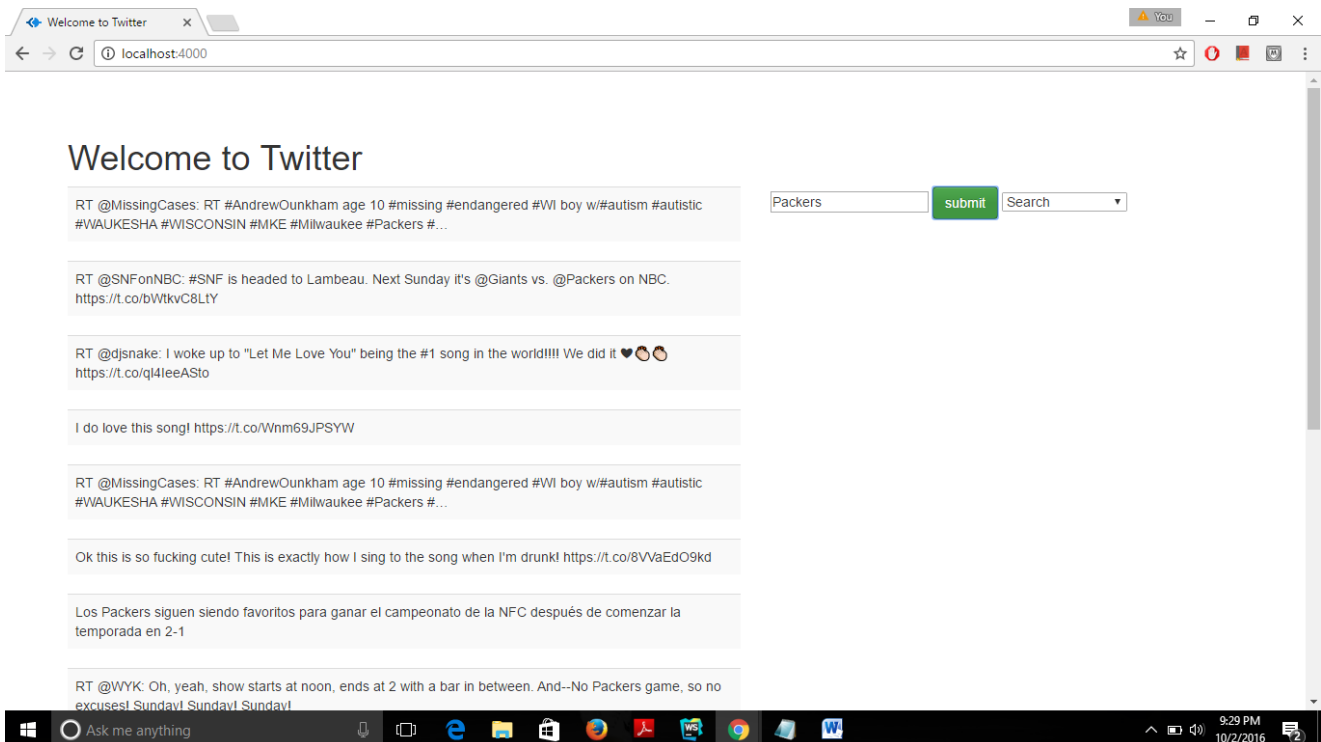 Welcome to Twitter
You
localhost:4000
Welcome to Twitter
RT @MissingCases: RT #AndrewOunkham age 10 #missing #endangered #WI boy w/#autism #autistic
#WAUKESHA #WISCONSIN #MKE #Milwaukee #Packers #…
Packers
submit
Search
RT @SNFonNBC: #SNF is headed to Lambeau. Next Sunday it's @Giants vs. @Packers on NBC.
https://t.co/bWtkvC8LtY
RT @djsnake: I woke up to "Let Me Love You" being the #1 song in the world!!!! We did it ♥👏🏻👏🏻
https://t.co/ql4IeeASto
I do love this song! https://t.co/Wnm69JPSYW
RT @MissingCases: RT #AndrewOunkham age 10 #missing #endangered #WI boy w/#autism #autistic
#WAUKESHA #WISCONSIN #MKE #Milwaukee #Packers #…
Ok this is so fucking cute! This is exactly how I sing to the song when I'm drunk! https://t.co/8VVaEdO9kd
Los Packers siguen siendo favoritos para ganar el campeonato de la NFC después de comenzar la
temporada en 2-1
RT @WYK: Oh, yeah, show starts at noon, ends at 2 with a bar in between. And--No Packers game, so no
excuses! Sunday! Sunday! Sunday!
Ask me anything
WS
W
9:29 PM
10/2/2016
2